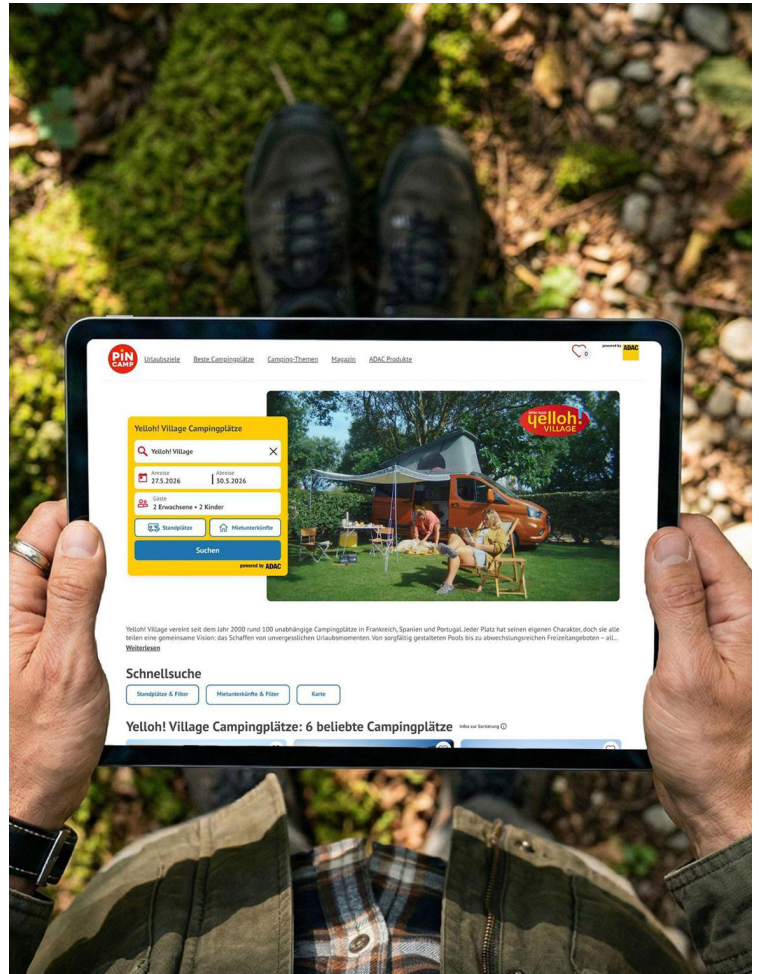 PiN
CAMP
Urlaubsziele
Beste Campingplätze
Camping-Themen
Magazin
ADAC Produkte
0
powered by ADAC
Yelloh! Village Campingplätze
Yelloh! Village
Anreise
27.5.2026
Abreise
30.5.2026
Gäste
2 Erwachsene • 2 Kinder
Standplätze
Mietunterkünfte
Suchen
powered by ADAC
yelloh!
VILLAGE
Yelloh! Village vereint seit dem Jahr 2000 rund 100 unabhängige Campingplätze in Frankreich, Spanien und Portugal. Jeder Platz hat seinen eigenen Charakter, doch sie alle
teilen eine gemeinsame Vision: das Schaffen von unvergesslichen Urlaubsmomenten. Von sorgfältig gestalteten Pools bis zu abwechslungsreichen Freizeitangeboten – all...
Weiterlesen
Schnellsuche
Standplätze & Filter
Mietunterkünfte & Filter
Karte
Yelloh! Village Campingplätze: 6 beliebte Campingplätze
Infos zur Sortierung